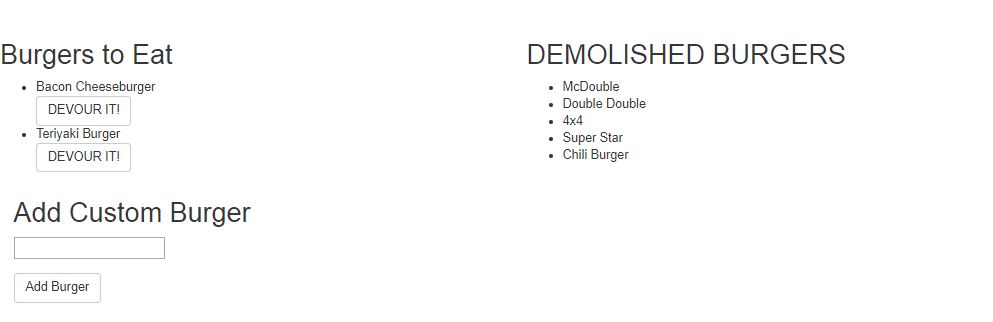 Burgers to Eat
Bacon Cheeseburger
DEVOUR IT!
Teriyaki Burger
DEVOUR IT!
DEMOLISHED BURGERS
McDouble
Double Double
4x4
Super Star
Chili Burger
Add Custom Burger
Add Burger